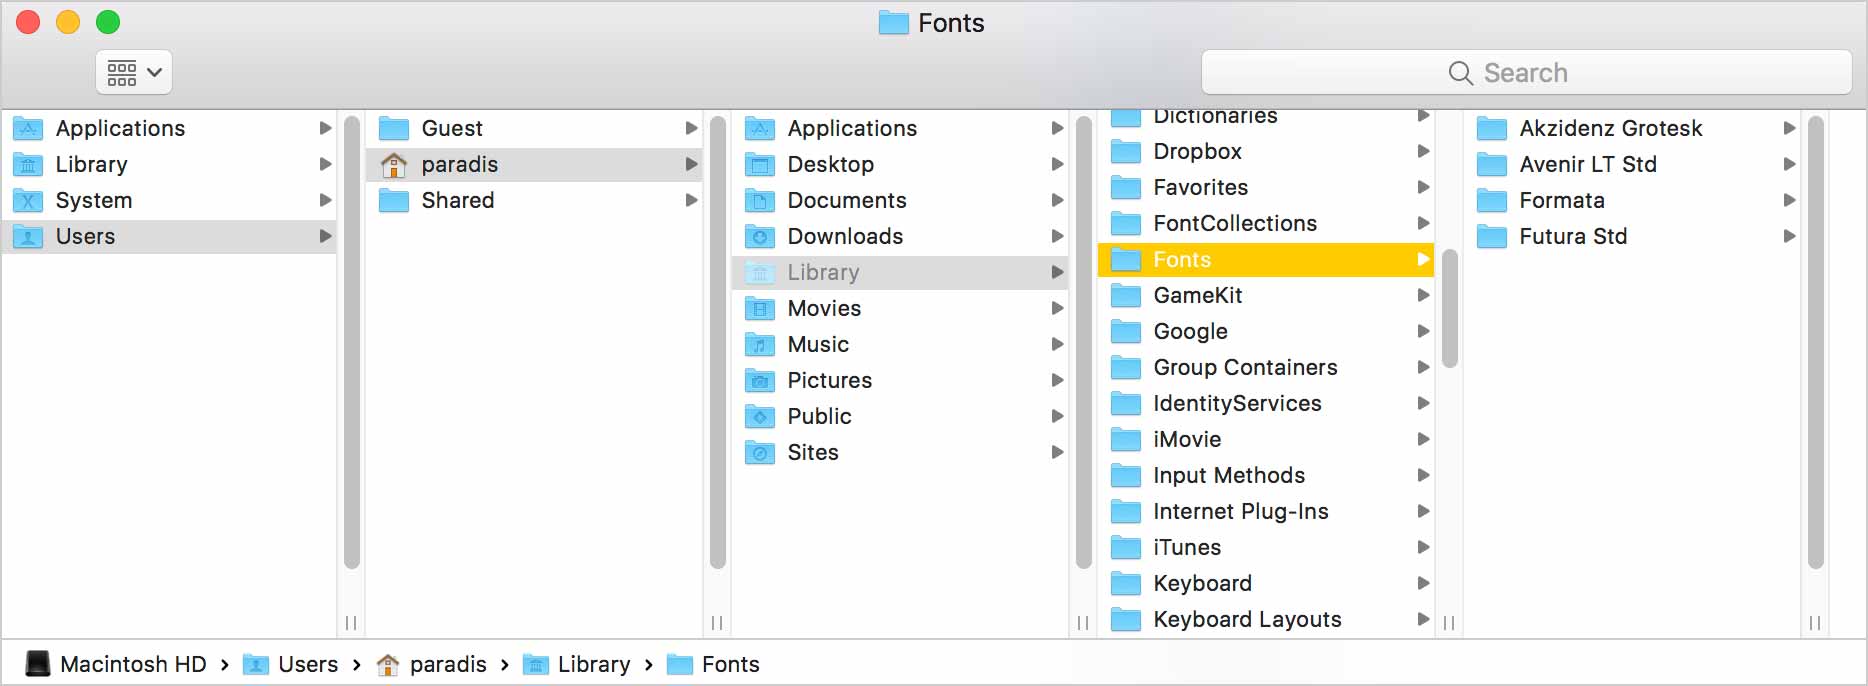 Fonts
Search
Applications
Library
System
Users
Guest
paradis
Shared
Applications
Desktop
Documents
Downloads
Library
Movies
Music
Pictures
Public
Sites
Dictionaries
Dropbox
Favorites
FontCollections
Fonts
GameKit
Google
Group Containers
IdentityServices
iMovie
Input Methods
Internet Plug-Ins
iTunes
Keyboard
Keyboard Layouts
Akzidenz Grotesk
Avenir LT Std
Formata
Futura Std
Macintosh HD › Users › paradis › Library › Fonts